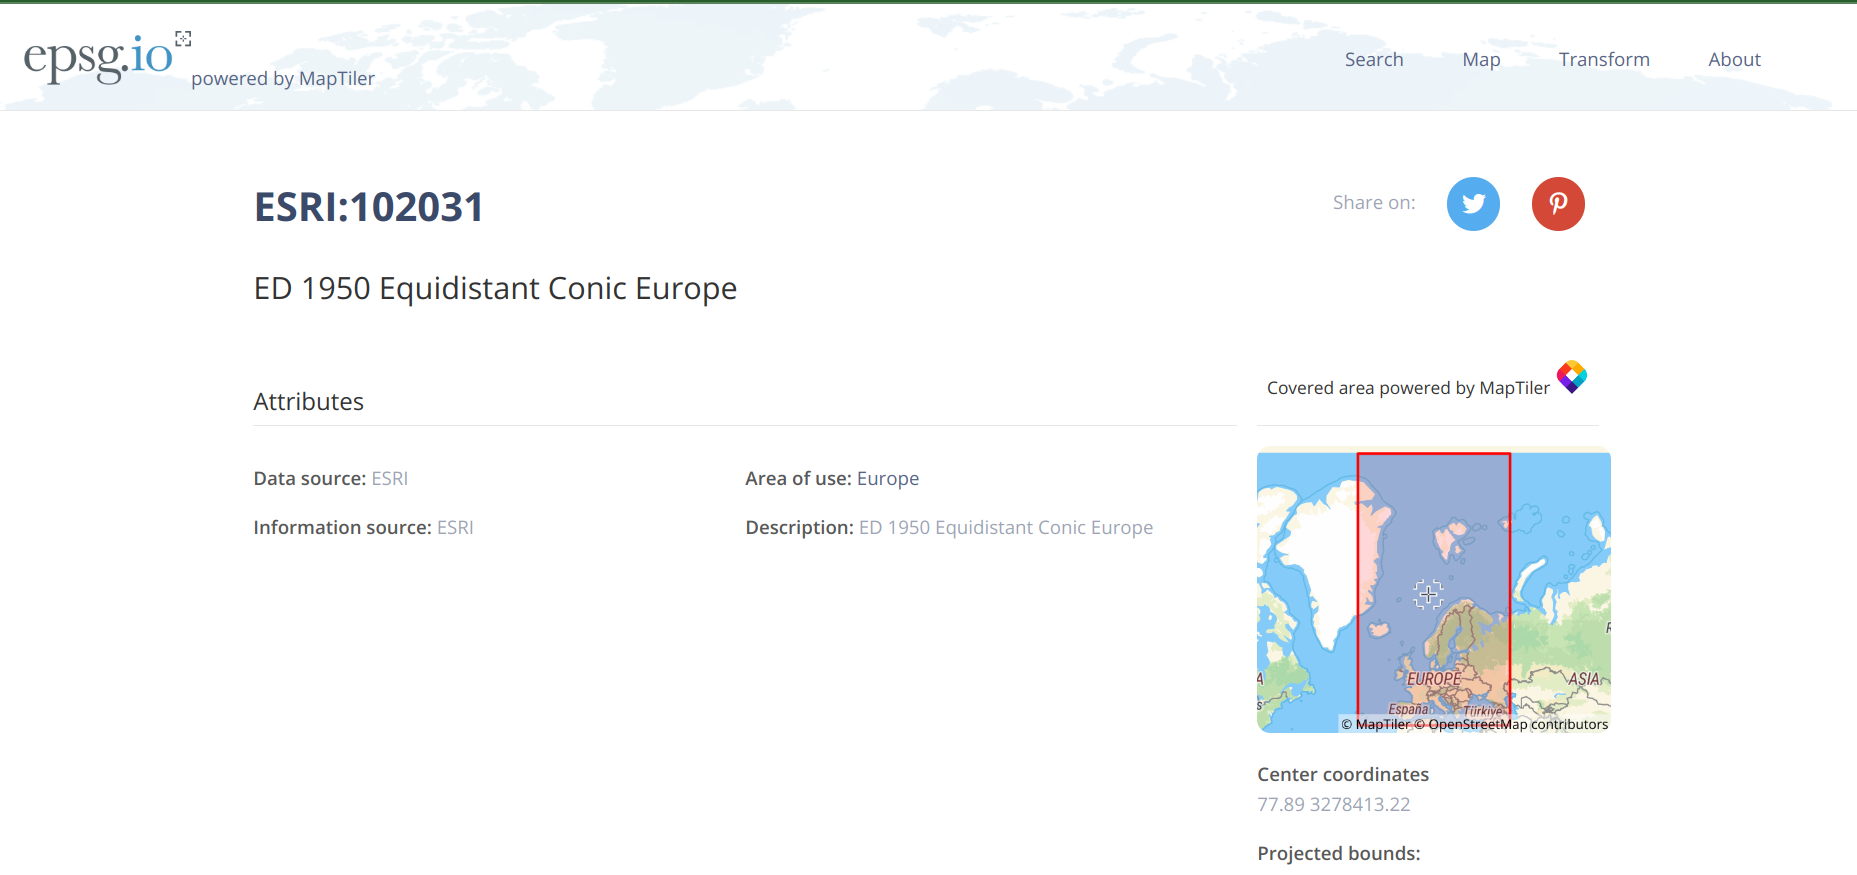 epsg.io
powered by MapTiler
Search Map Transform About
ESRI:102031
Share on:
ED 1950 Equidistant Conic Europe
Attributes
Covered area powered by MapTiler
Data source: ESRI
Area of use: Europe
Information source: ESRI
Description: ED 1950 Equidistant Conic Europe
EUROPE
ASIA
España
Türkiye
© MapTiler © OpenStreetMap contributors
Center coordinates
77.89 3278413.22
Projected bounds: